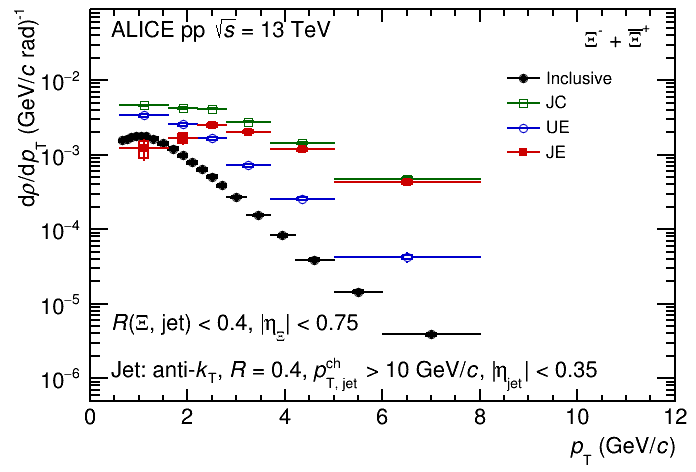 ALICE pp √s = 13 TeV
Ξ⁻ + Ξ̅⁺
Inclusive
JC
UE
JE
dρ/dp_T (GeV/c rad)⁻¹
10⁻²
10⁻³
10⁻⁴
10⁻⁵
10⁻⁶
R(Ξ, jet) < 0.4, |η_Ξ| < 0.75
Jet: anti-k_T, R = 0.4, p_T, jet^ch > 10 GeV/c, |η_jet| < 0.35
0 2 4 6 8 10 12
p_T (GeV/c)